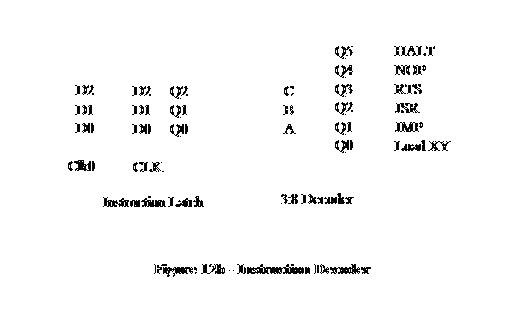 Q5 HALT
Q4 NOP
D2 D2 Q2 C Q3 RTS
D1 D1 Q1 B Q2 JSR
D0 D0 Q0 A Q1 JMP
Q0 Load XY
Clk0 CLK
Instruction Latch 3:8 Decoder
Figure 12b - Instruction Decoder